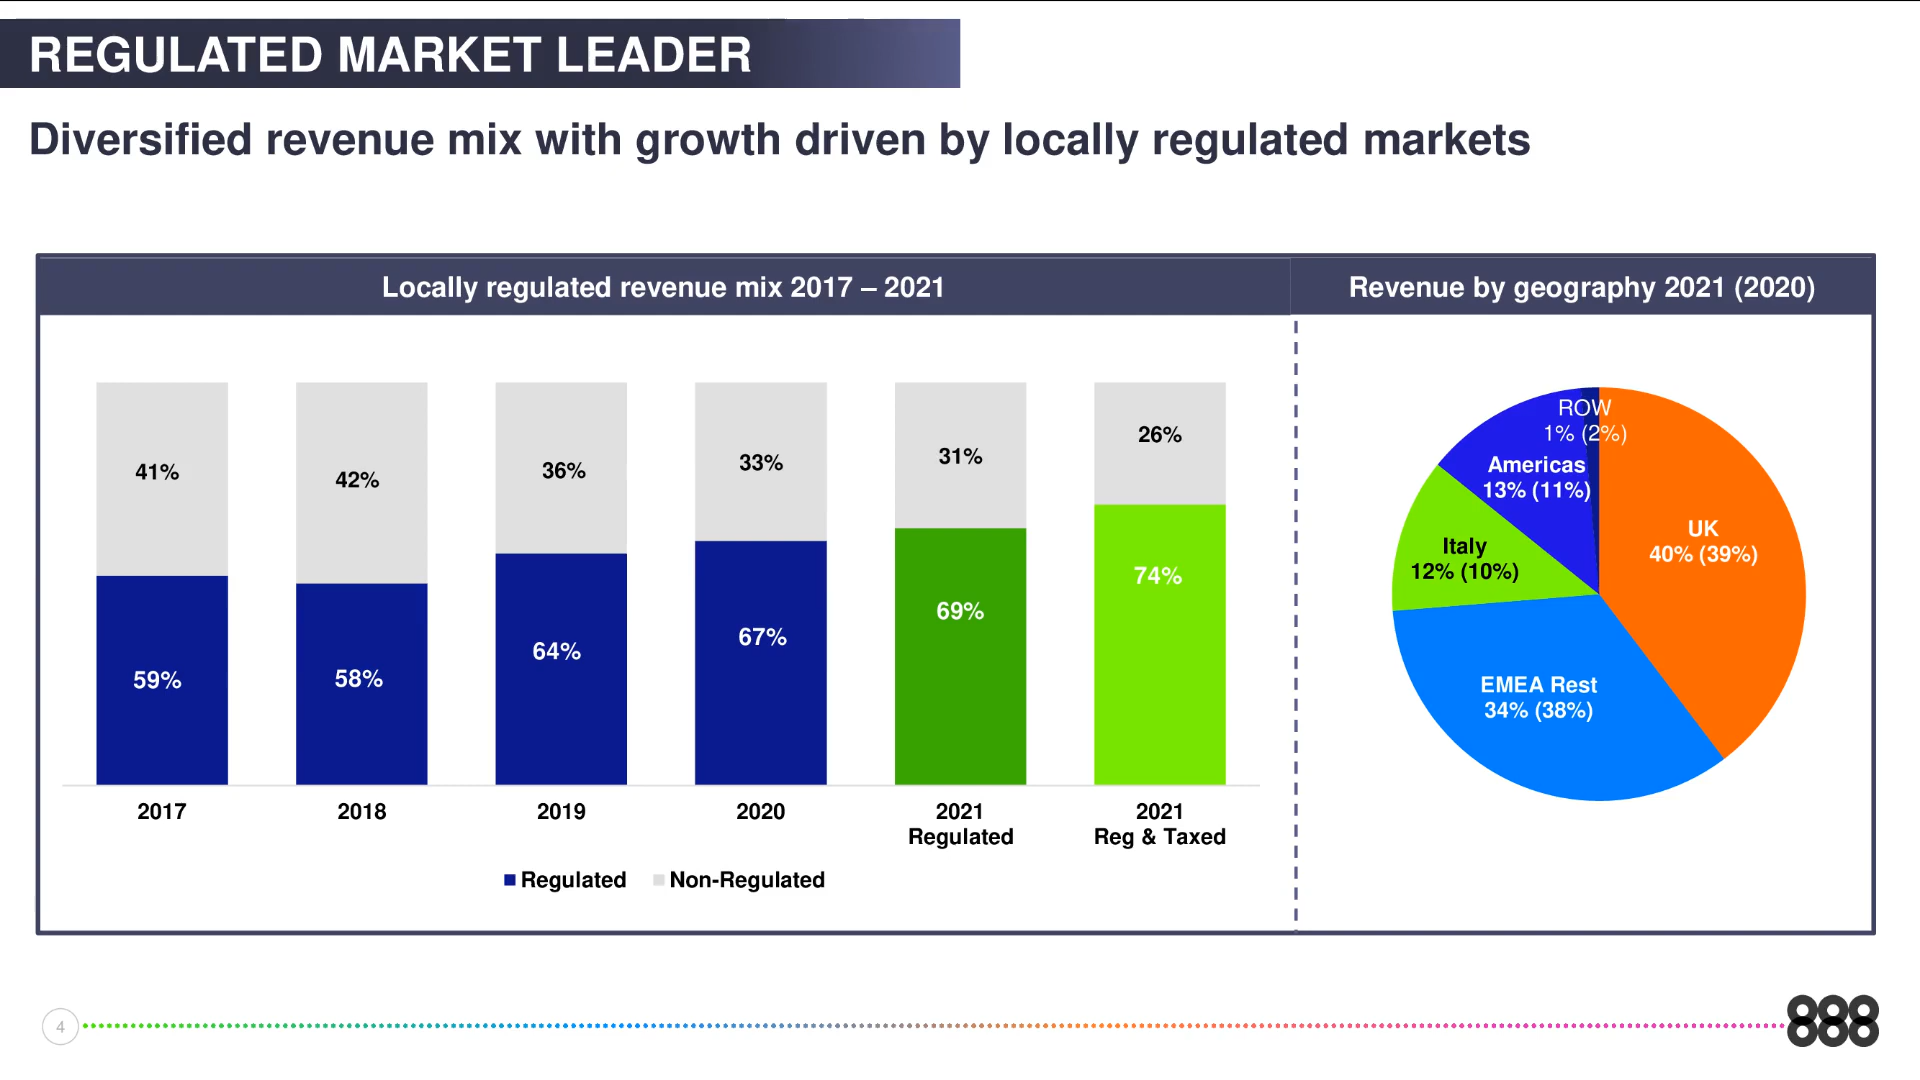 REGULATED MARKET LEADER
Diversified revenue mix with growth driven by locally regulated markets
Locally regulated revenue mix 2017 – 2021
41%
42%
36%
33%
31%
26%
59%
58%
64%
67%
69%
74%
2017
2018
2019
2020
2021
Regulated
2021
Reg & Taxed
Regulated
Non-Regulated
Revenue by geography 2021 (2020)
ROW
1% (2%)
Americas
13% (11%)
UK
40% (39%)
Italy
12% (10%)
EMEA Rest
34% (38%)
4
888